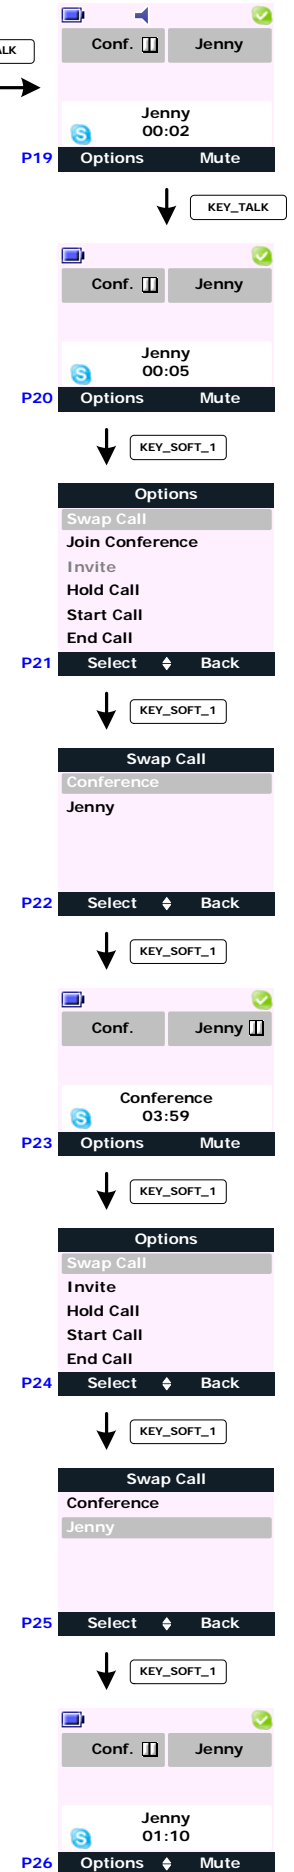 ALK
Conf. Jenny
Jenny
00:02
P19 Options Mute
KEY_TALK
Conf. Jenny
Jenny
00:05
P20 Options Mute
KEY_SOFT_1
Options
Swap Call
Join Conference
Invite
Hold Call
Start Call
End Call
P21 Select Back
KEY_SOFT_1
Swap Call
Conference
Jenny
P22 Select Back
KEY_SOFT_1
Conf. Jenny
Conference
03:59
P23 Options Mute
KEY_SOFT_1
Options
Swap Call
Invite
Hold Call
Start Call
End Call
P24 Select Back
KEY_SOFT_1
Swap Call
Conference
Jenny
P25 Select Back
KEY_SOFT_1
Conf. Jenny
Jenny
01:10
P26 Options Mute